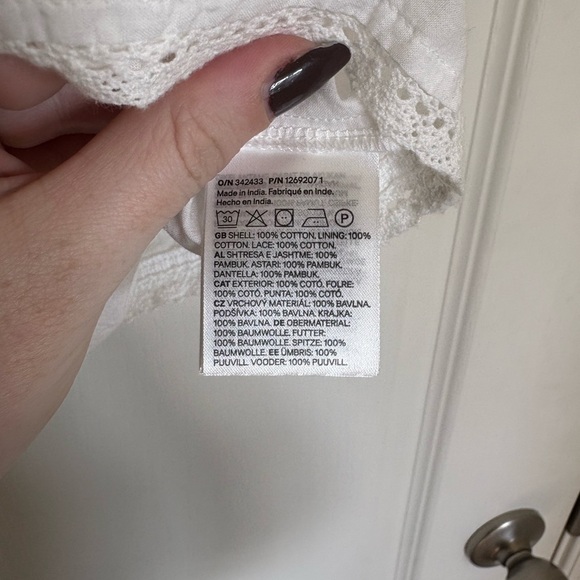 O/N 342433 P/N 1269207 1
Made in India. Fabriqué en Inde.
Hecho en India.
30 P
GB SHELL: 100% COTTON. LINING: 100%
COTTON. LACE: 100% COTTON.
AL SHTRESA E JASHTME: 100%
PAMBUK. ASTARI: 100% PAMBUK.
DANTELLA: 100% PAMBUK.
CAT EXTERIOR: 100% COTÓ. FOLRE:
100% COTÓ. PUNTA: 100% COTÓ.
CZ VRCHOVÝ MATERIÁL: 100% BAVLNA.
PODŠÍVKA: 100% BAVLNA. KRAJKA:
100% BAVLNA. DE OBERMATERIAL:
100% BAUMWOLLE. FUTTER:
100% BAUMWOLLE. SPITZE: 100%
BAUMWOLLE. EE ÜMBRIS: 100%
PUUVILL. VOODER: 100% PUUVILL.